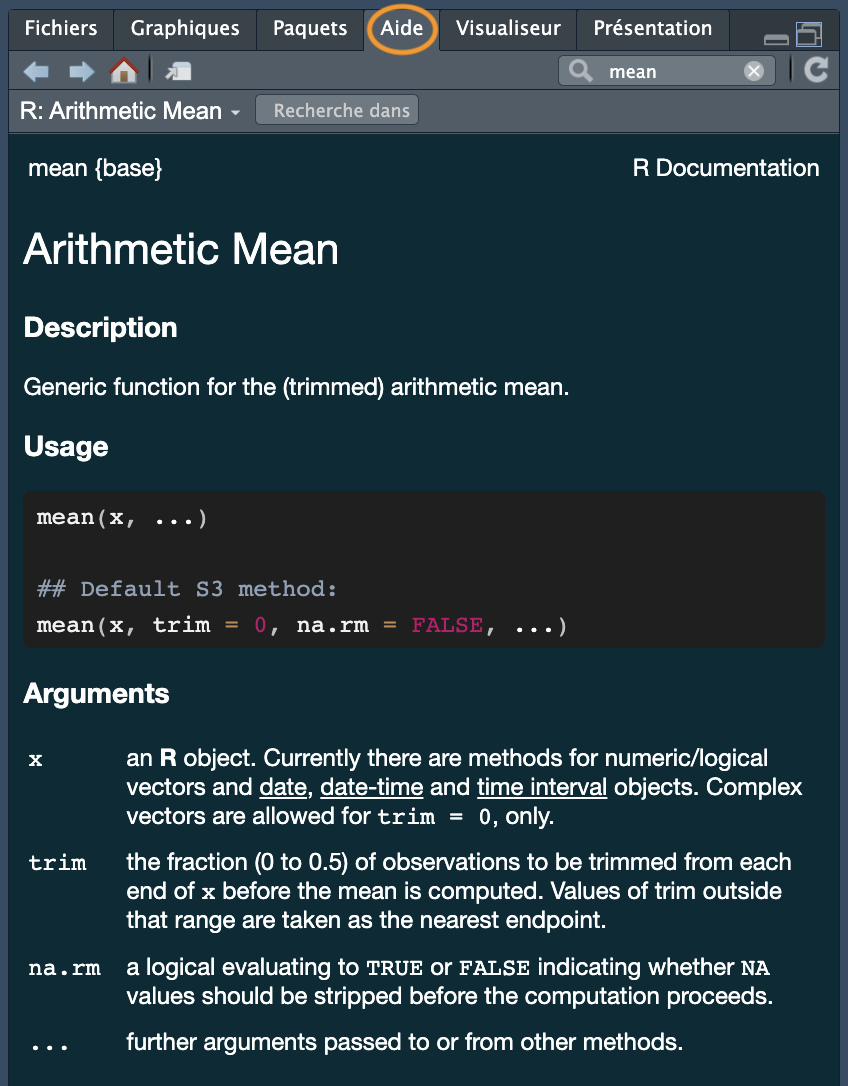 Fichiers Graphiques Paquets Aide Visualiseur Présentation
mean
R: Arithmetic Mean Recherche dans
mean {base} R Documentation
Arithmetic Mean
Description
Generic function for the (trimmed) arithmetic mean.
Usage
mean(x, ...)
## Default S3 method:
mean(x, trim = 0, na.rm = FALSE, ...)
Arguments
x an R object. Currently there are methods for numeric/logical
vectors and date, date-time and time interval objects. Complex
vectors are allowed for trim = 0, only.
trim the fraction (0 to 0.5) of observations to be trimmed from each
end of x before the mean is computed. Values of trim outside
that range are taken as the nearest endpoint.
na.rm a logical evaluating to TRUE or FALSE indicating whether NA
values should be stripped before the computation proceeds.
... further arguments passed to or from other methods.